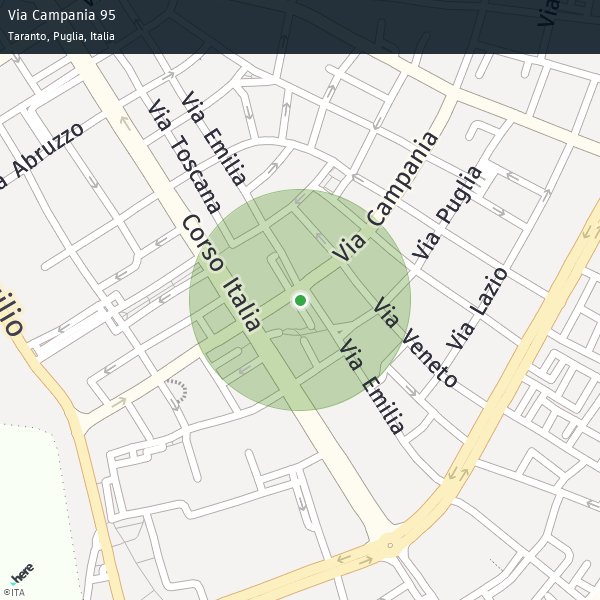 Via Campania 95
Taranto, Puglia, Italia
Via
Via Emilia
Via Toscana
Abruzzo
Via Campania
Via Puglia
Corso Italia
Via Lazio
Via Veneto
Via Emilia
here
©ITA